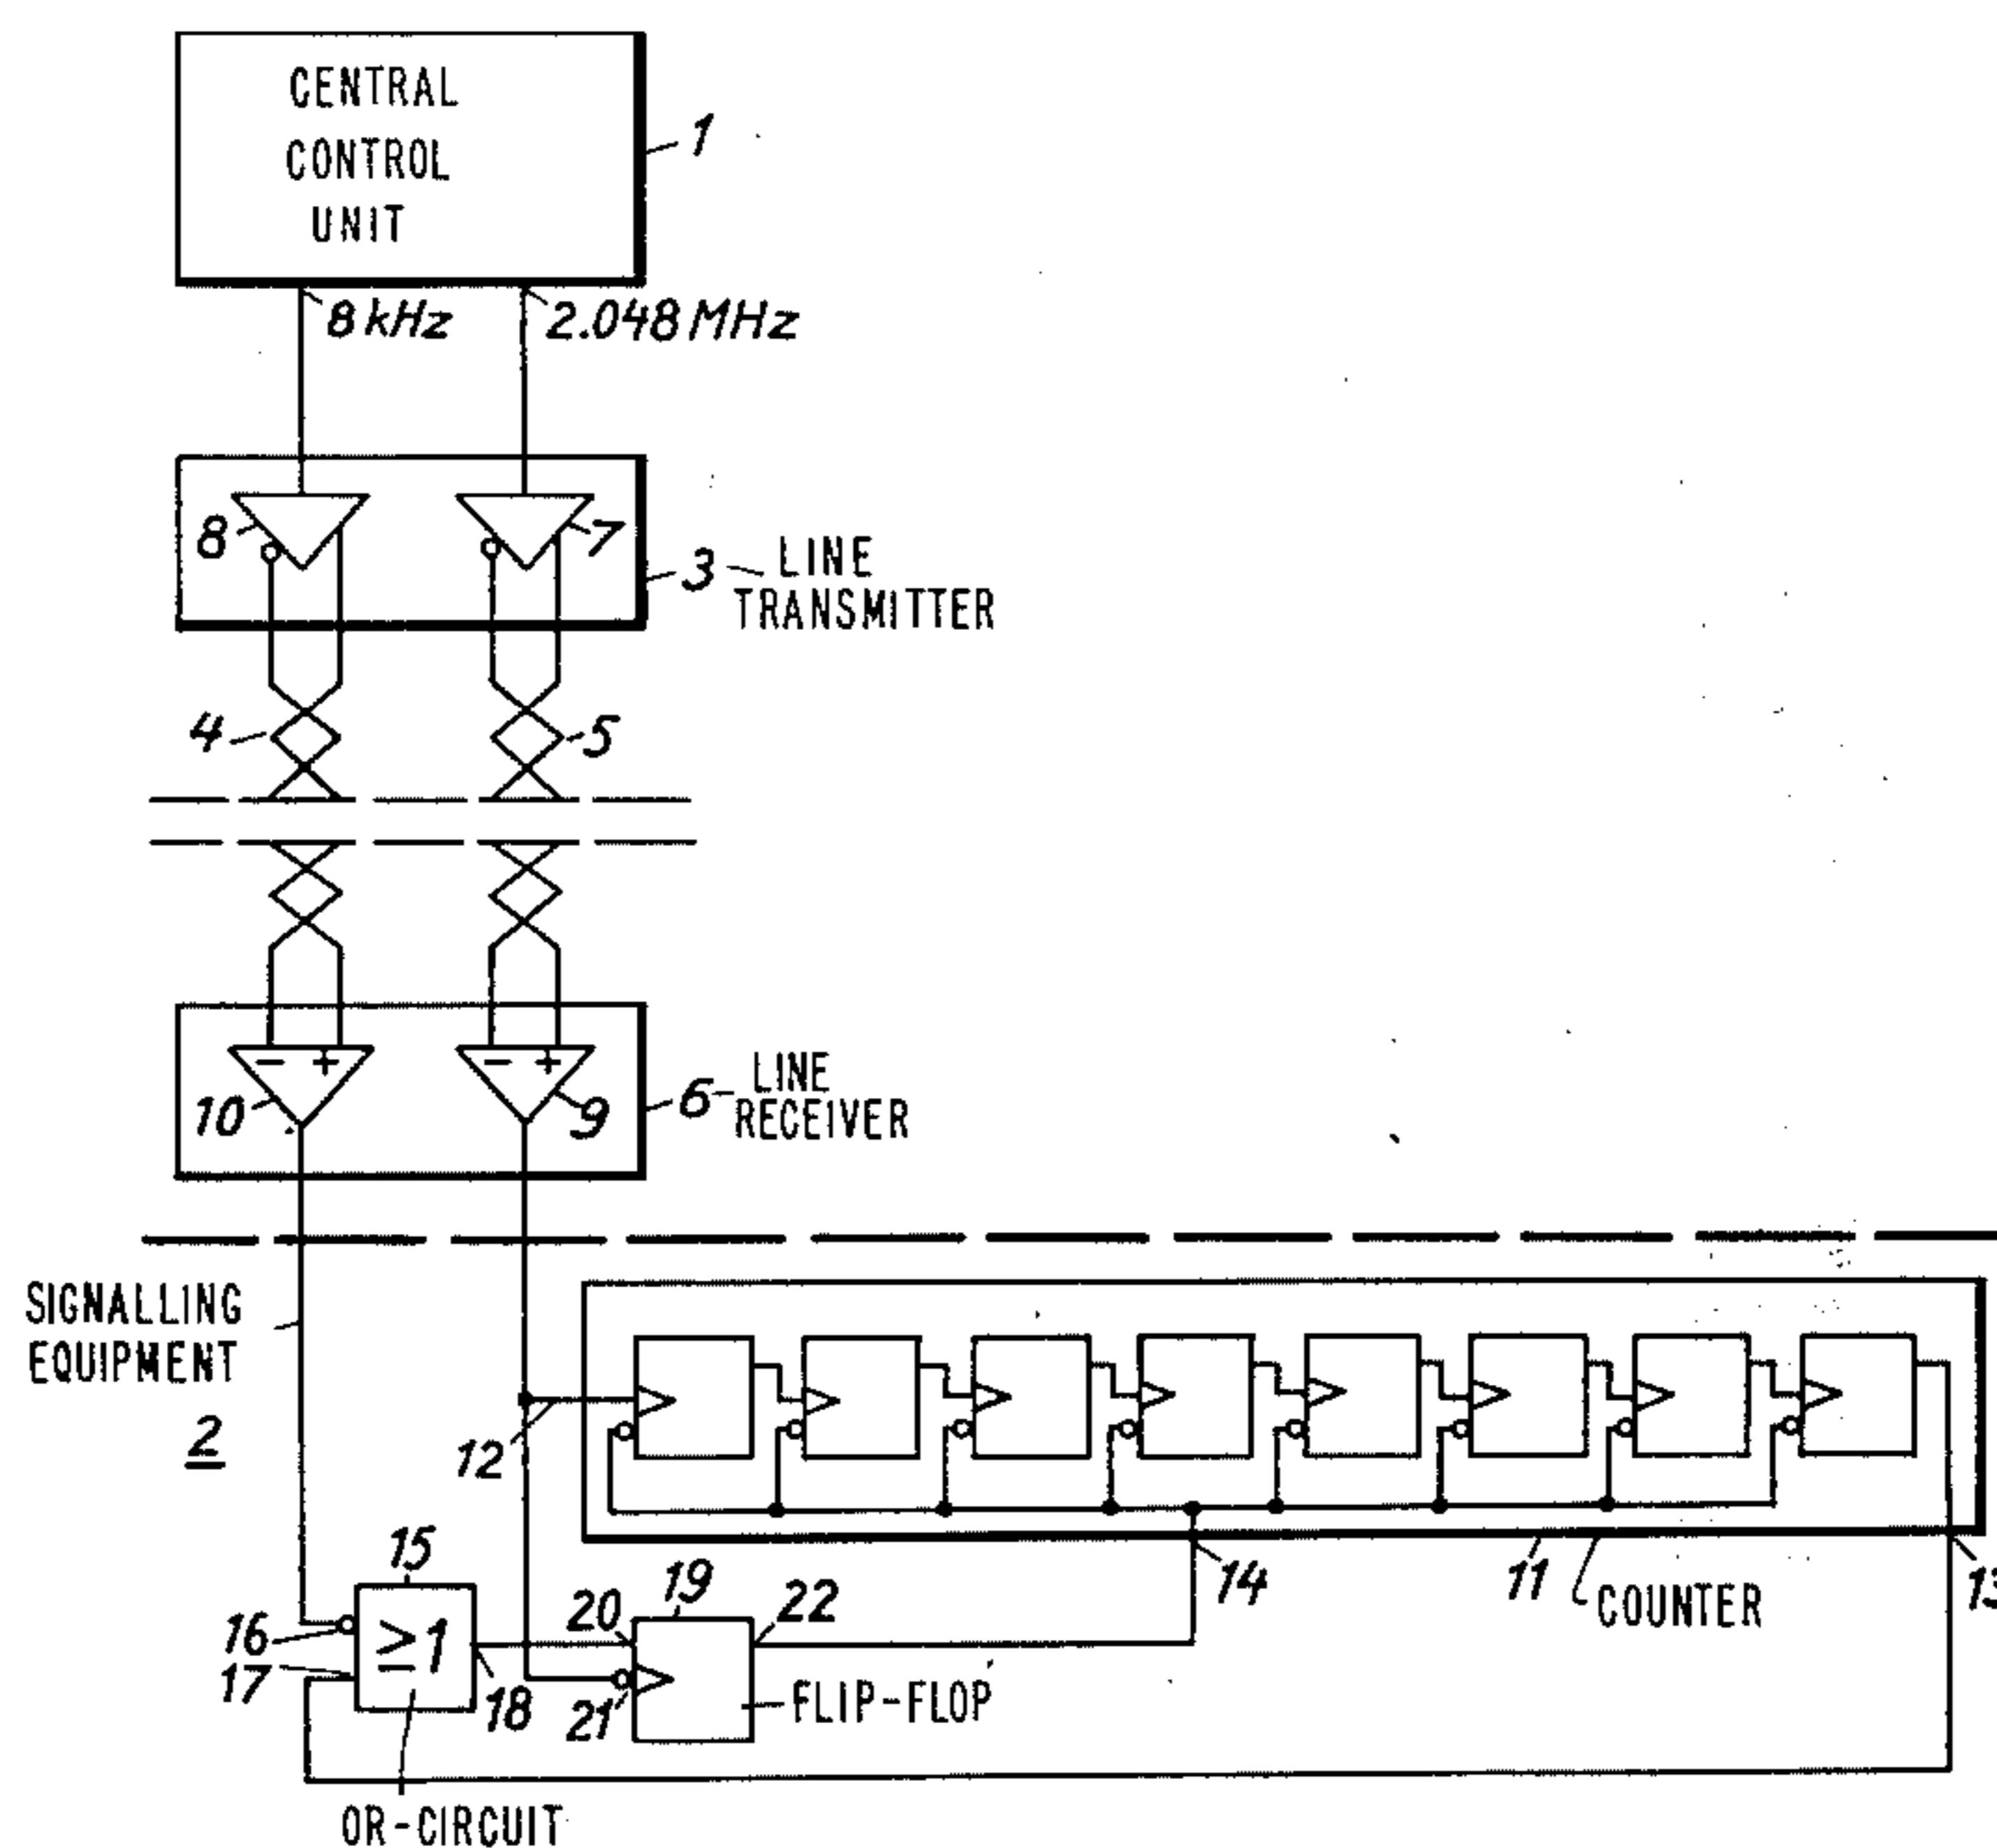 CENTRAL
CONTROL
UNIT
1
8 kHz
2.048 MHz
8
7
3
LINE
TRANSMITTER
4
5
- +
- +
10
9
6
LINE
RECEIVER
SIGNALLING
EQUIPMENT
2
12
15
16
17
≥1
18
19
20
21
22
14
11
13
COUNTER
FLIP-FLOP
OR-CIRCUIT